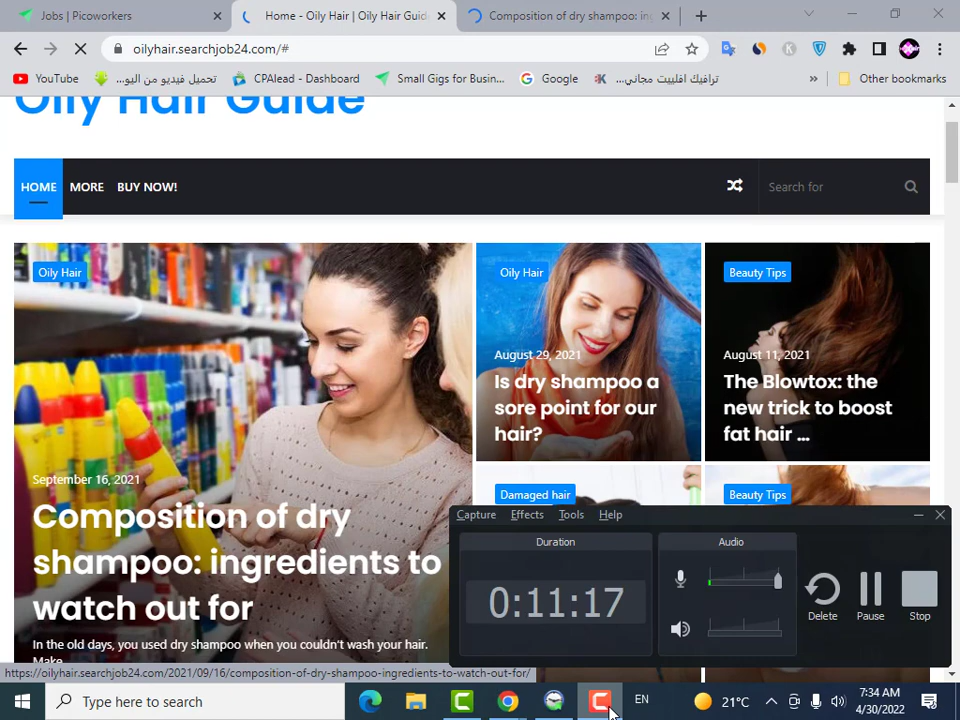 Jobs | Picoworkers
Home - Oily Hair | Oily Hair Guid
Composition of dry shampoo: in
oilyhair.searchjob24.com/#
YouTube
تحميل فيديو من اليو...
CPAlead - Dashboard
Small Gigs for Busin...
Google
ترافيك افلييت مجاني...
»
Other bookmarks
Oily Hair Guide
HOME
MORE
BUY NOW!
Search for
Oily Hair
September 16, 2021
Composition of dry
shampoo: ingredients to
watch out for
In the old days, you used dry shampoo when you couldn't wash your hair.
Make
Oily Hair
August 29, 2021
Is dry shampoo a
sore point for our
hair?
Beauty Tips
August 11, 2021
The Blowtox: the
new trick to boost
fat hair ...
Damaged hair
Beauty Tips
Capture
Effects
Tools
Help
Duration
0:11:17
Audio
Delete
Pause
Stop
https://oilyhair.searchjob24.com/2021/09/16/composition-of-dry-shampoo-ingredients-to-watch-out-for/
Type here to search
EN
21°C
7:34 AM
4/30/2022